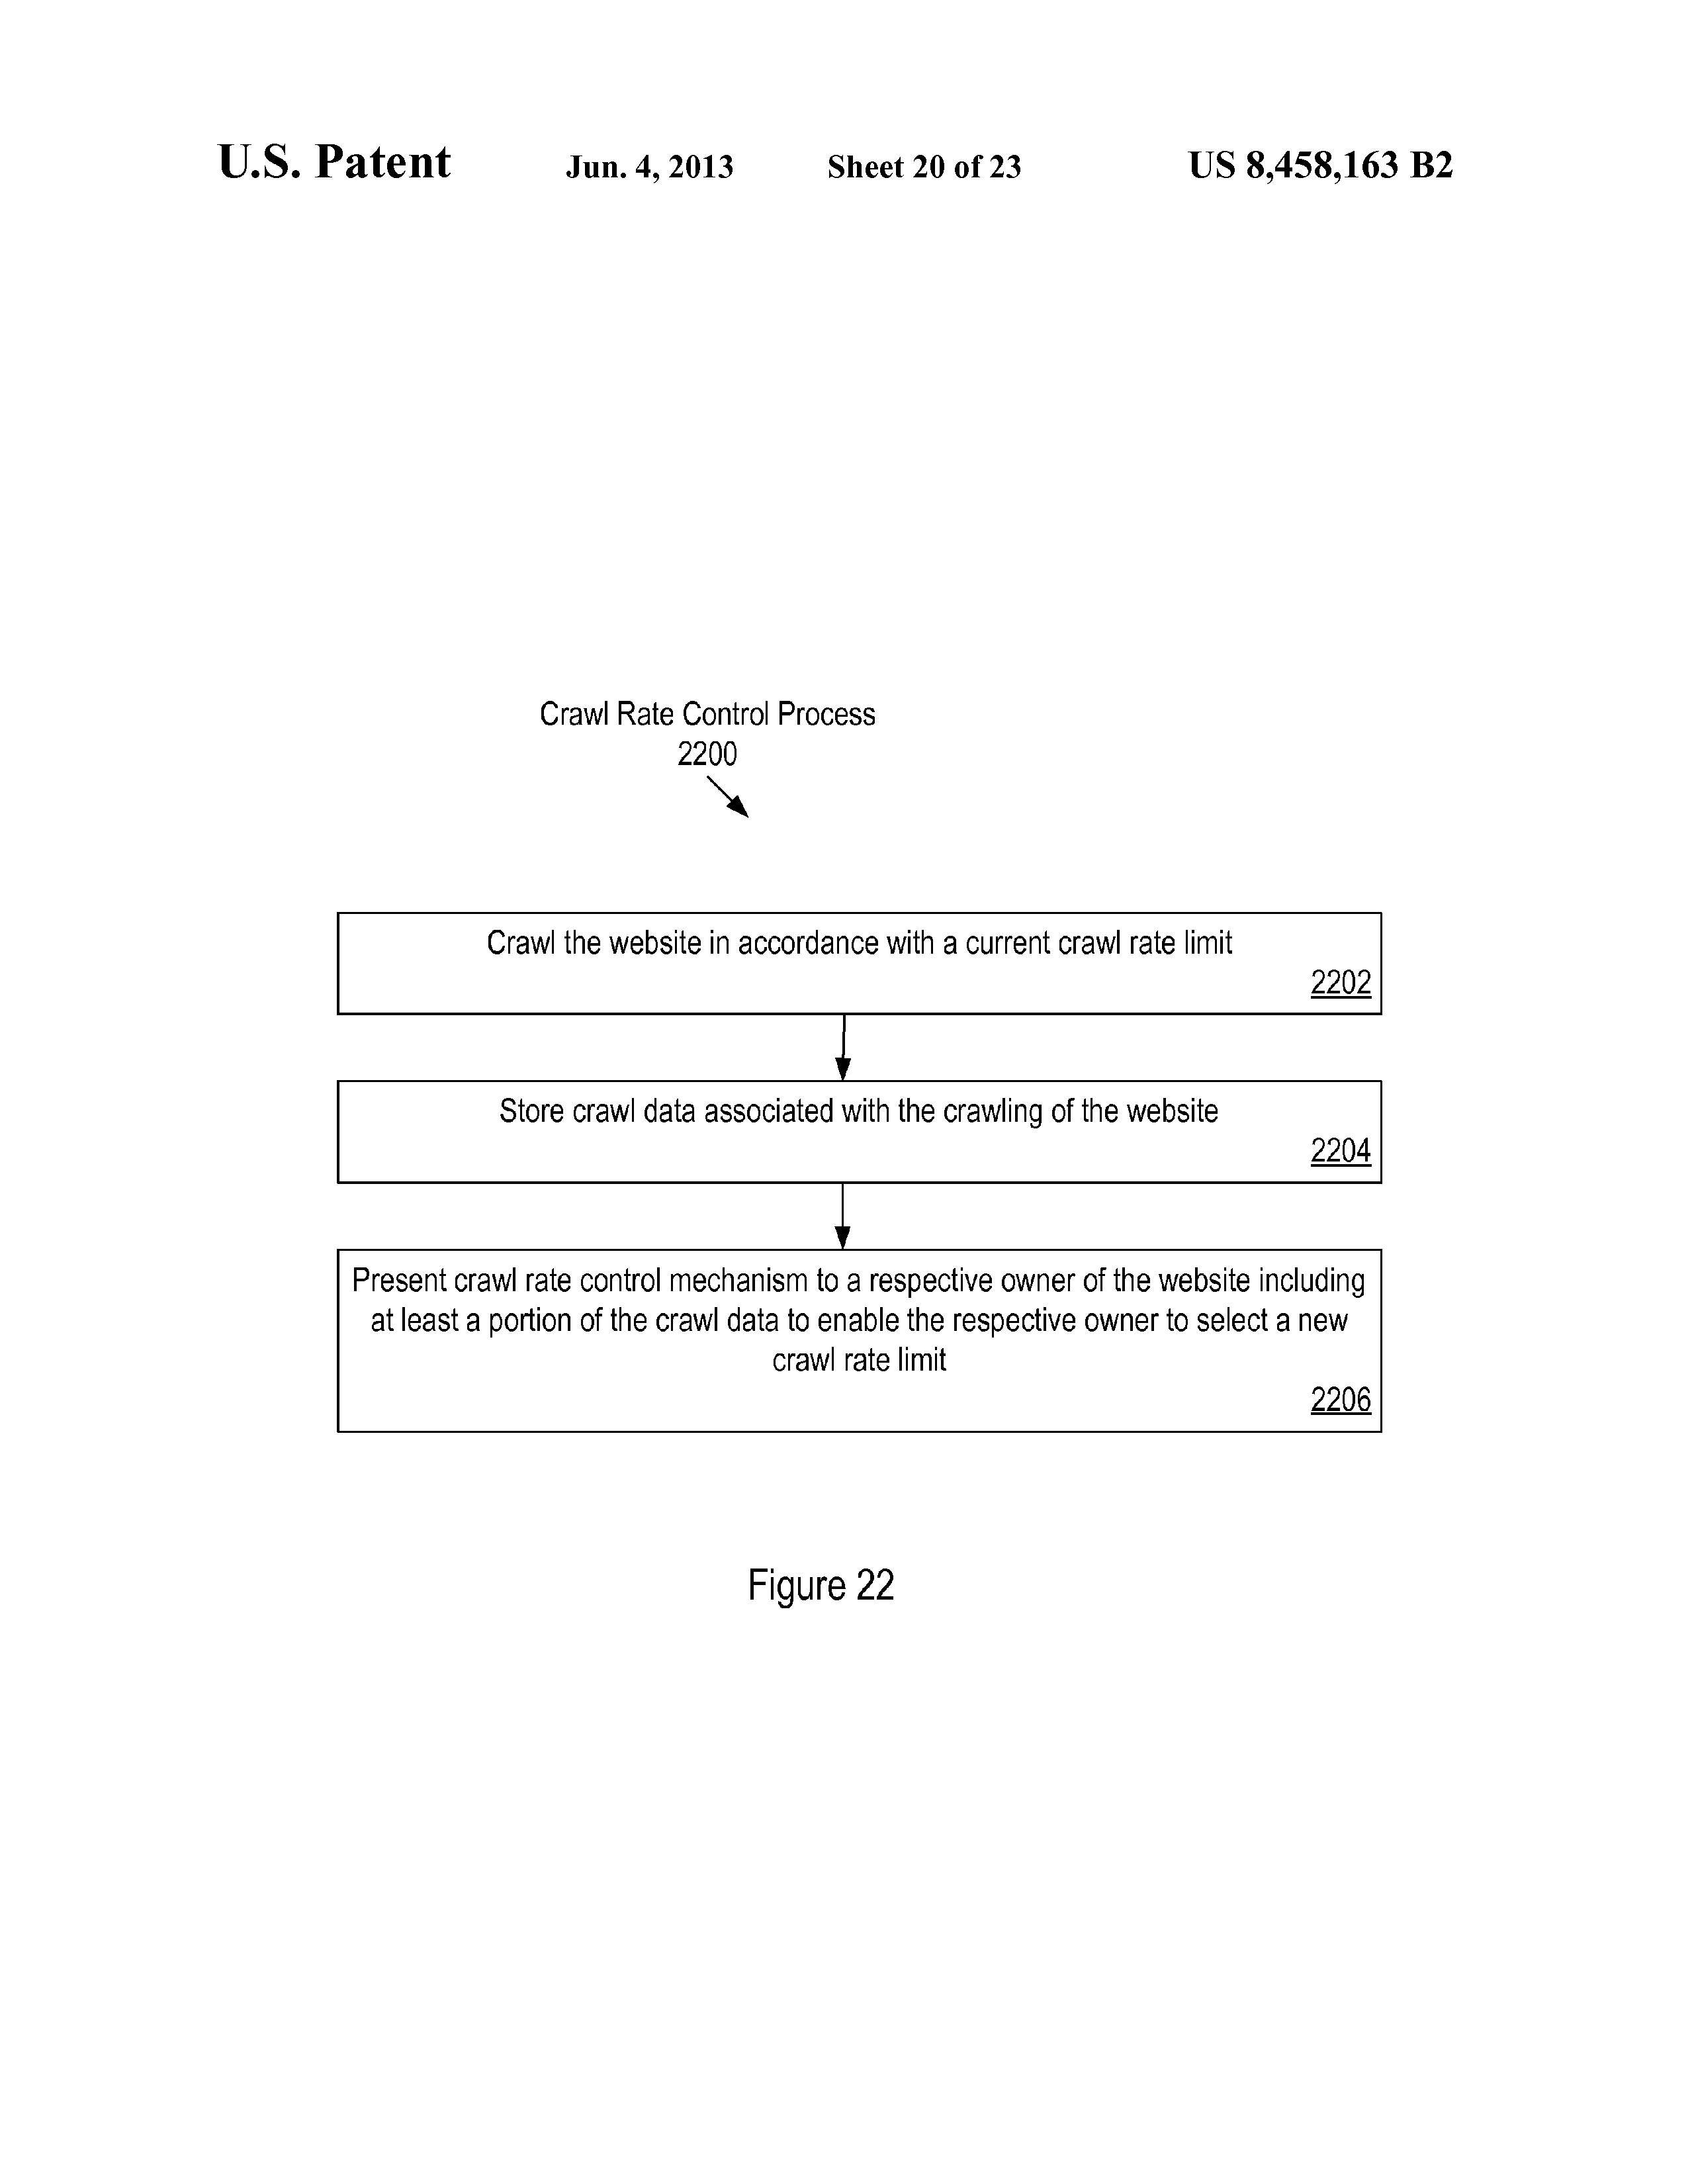 U.S. Patent Jun. 4, 2013 Sheet 20 of 23 US 8,458,163 B2
Crawl Rate Control Process
2200
Crawl the website in accordance with a current crawl rate limit
2202
Store crawl data associated with the crawling of the website
2204
Present crawl rate control mechanism to a respective owner of the website including
at least a portion of the crawl data to enable the respective owner to select a new
crawl rate limit
2206
Figure 22